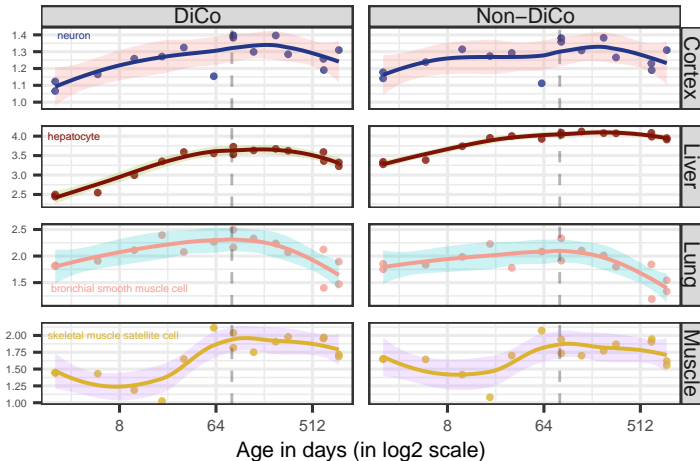 DiCo
Non−DiCo
neuron
1.4
1.3
1.2
1.1
1.0
Cortex
hepatocyte
4.0
3.5
3.0
2.5
Liver
2.5
2.0
1.5
bronchial smooth muscle cell
Lung
skeletal muscle satellite cell
2.00
1.75
1.50
1.25
1.00
Muscle
8
64
512
8
64
512
Age in days (in log2 scale)